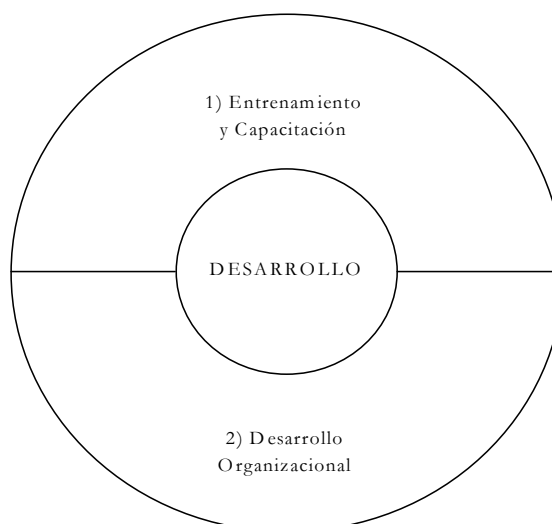 1) Entrenamiento
y Capacitación
DESARROLLO
2) Desarrollo
Organizacional